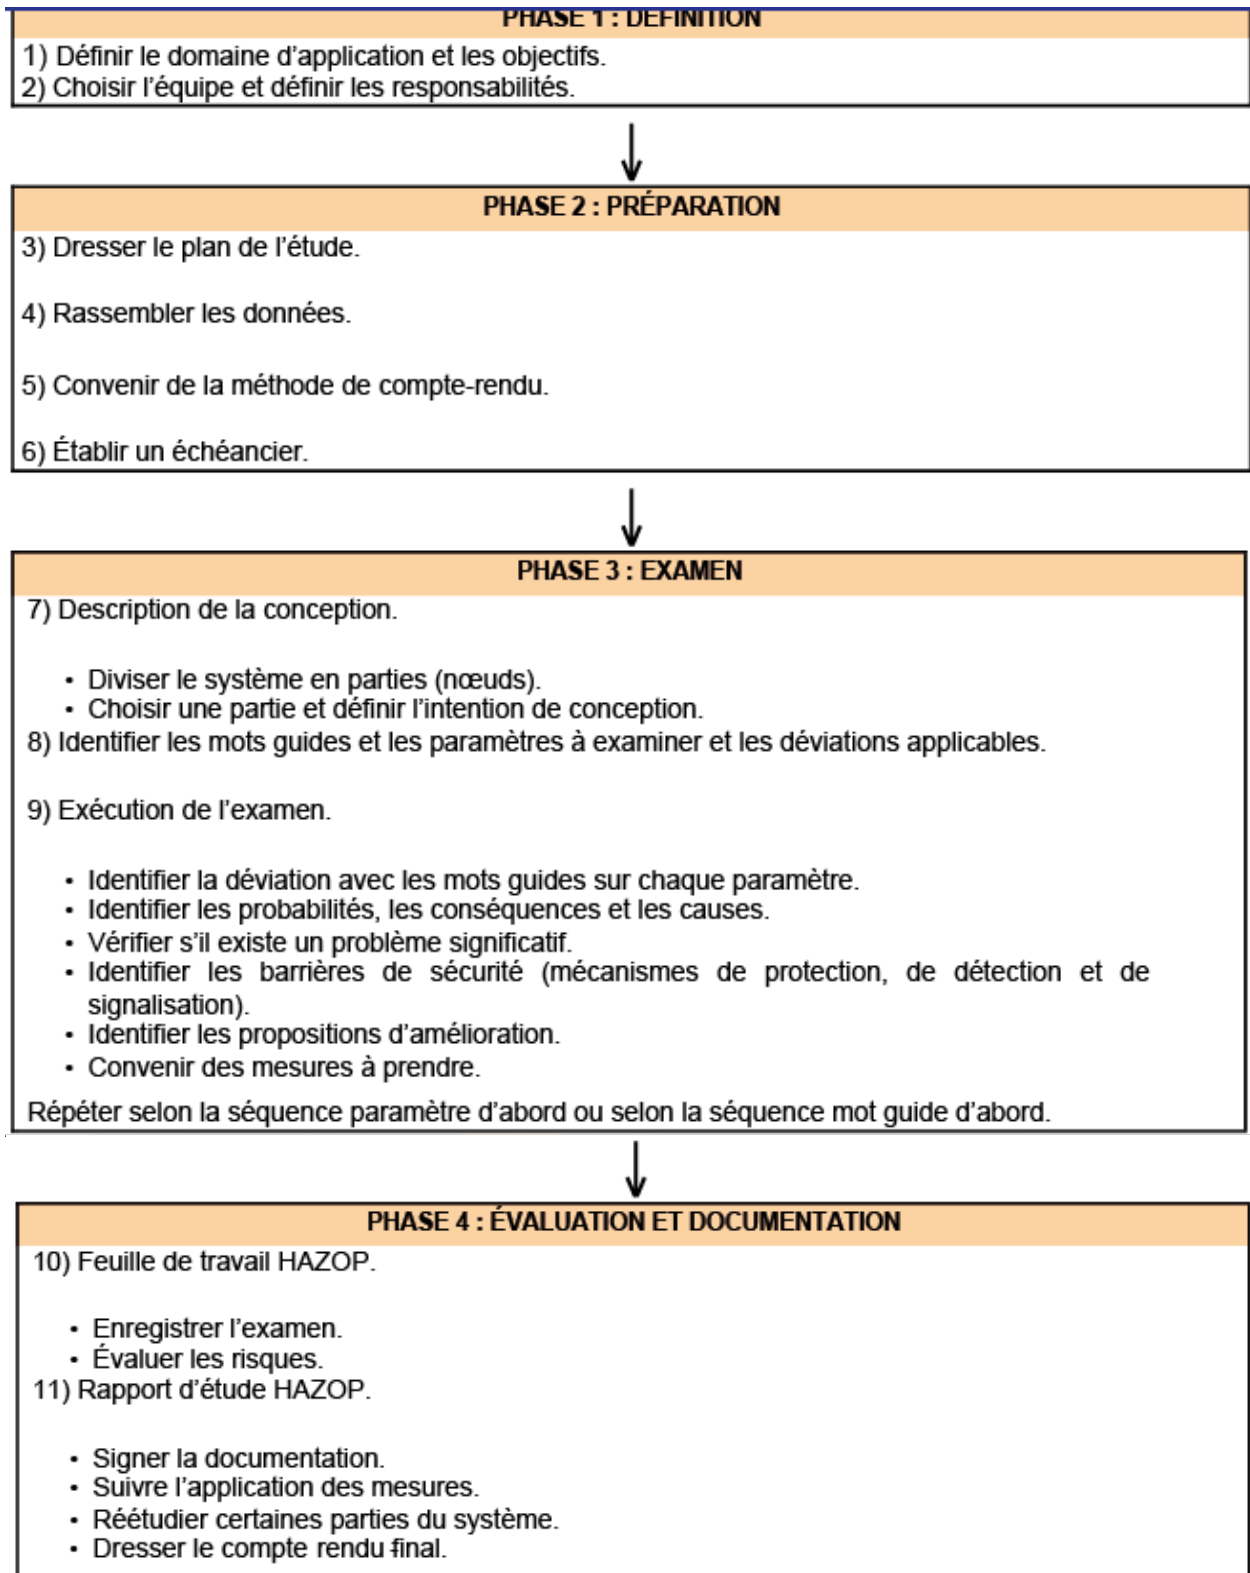 PHASE 1 : DÉFINITION
1) Définir le domaine d’application et les objectifs.
2) Choisir l’équipe et définir les responsabilités.
PHASE 2 : PRÉPARATION
3) Dresser le plan de l’étude.
4) Rassembler les données.
5) Convenir de la méthode de compte-rendu.
6) Établir un échéancier.
PHASE 3 : EXAMEN
7) Description de la conception.
• Diviser le système en parties (nœuds).
• Choisir une partie et définir l’intention de conception.
8) Identifier les mots guides et les paramètres à examiner et les déviations applicables.
9) Exécution de l’examen.
• Identifier la déviation avec les mots guides sur chaque paramètre.
• Identifier les probabilités, les conséquences et les causes.
• Vérifier s’il existe un problème significatif.
• Identifier les barrières de sécurité (mécanismes de protection, de détection et de
signalisation).
• Identifier les propositions d’amélioration.
• Convenir des mesures à prendre.
Répéter selon la séquence paramètre d’abord ou selon la séquence mot guide d’abord.
PHASE 4 : ÉVALUATION ET DOCUMENTATION
10) Feuille de travail HAZOP.
• Enregistrer l’examen.
• Évaluer les risques.
11) Rapport d’étude HAZOP.
• Signer la documentation.
• Suivre l’application des mesures.
• Réétudier certaines parties du système.
• Dresser le compte rendu final.